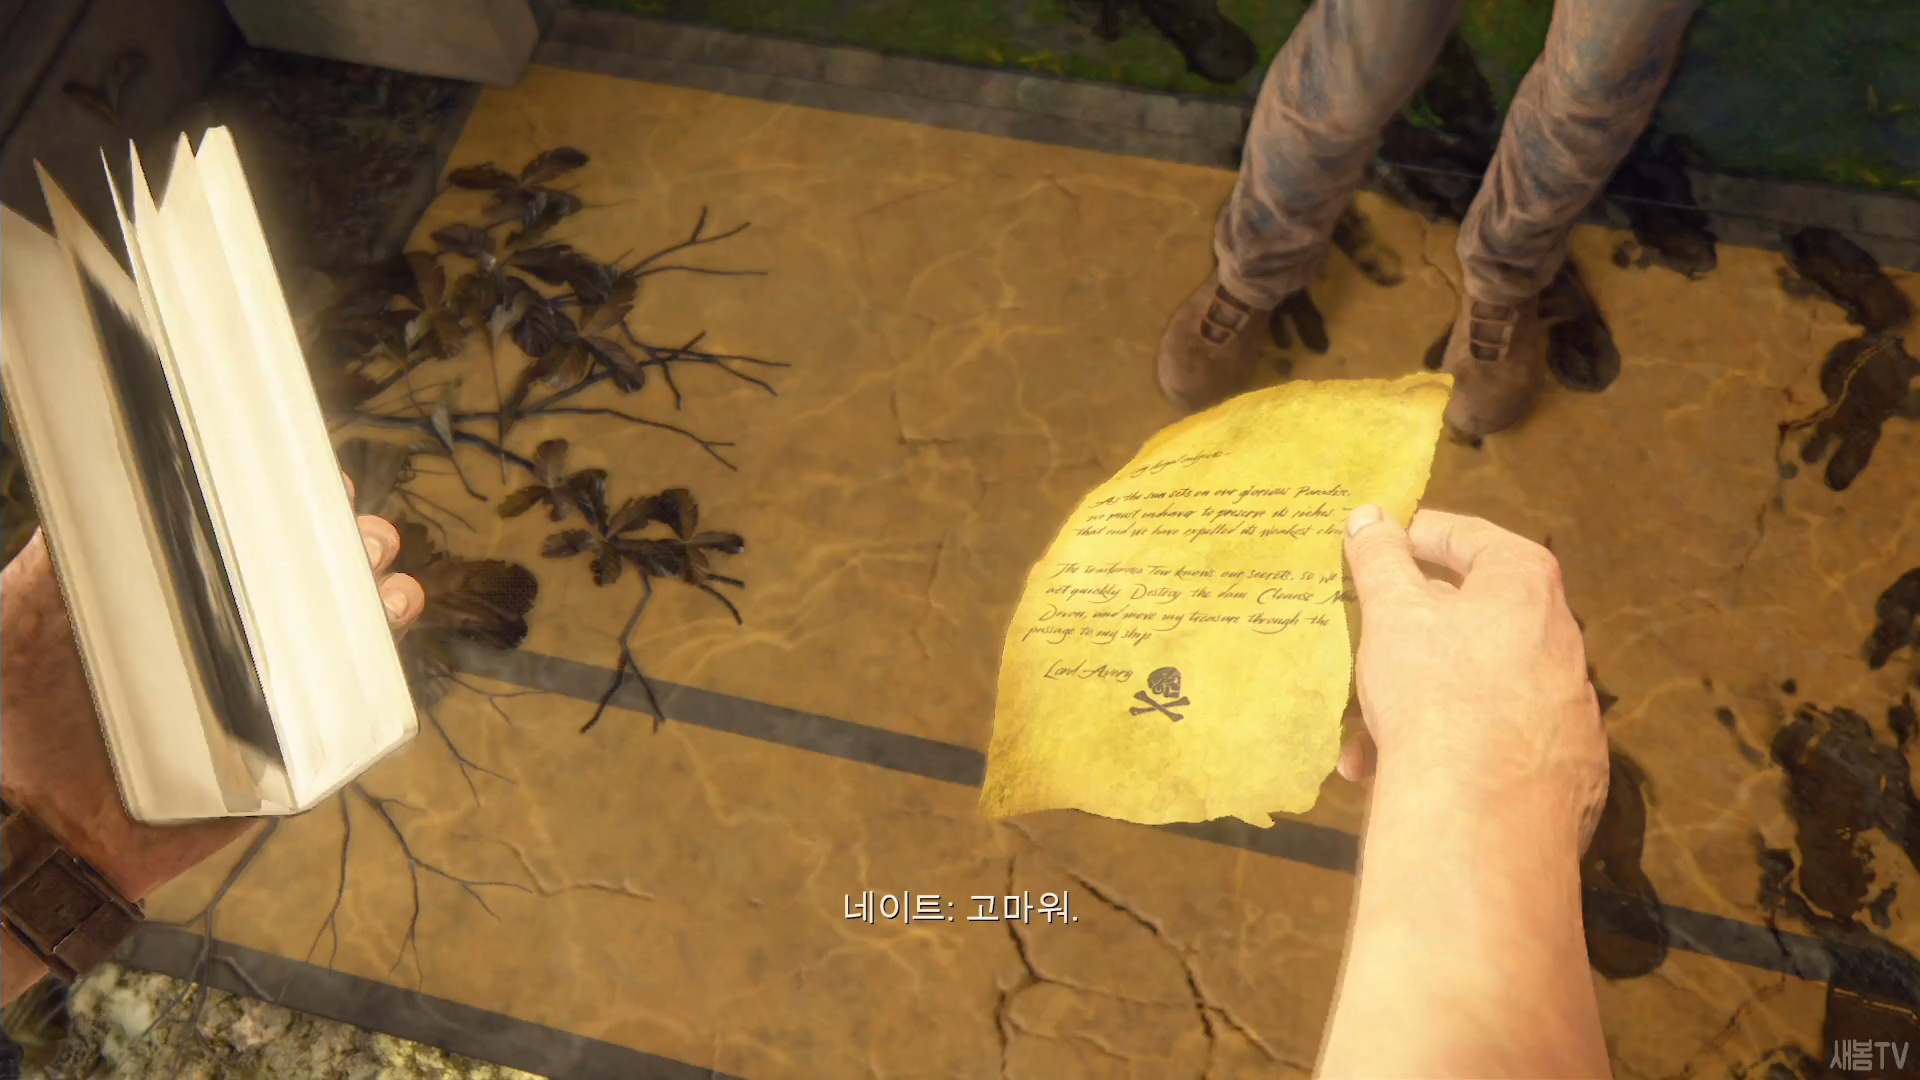 my loyal subjects-
As the sun sets on our glorious Paradise,
we must endeavor to preserve its riches. T
that end we have expelled its weakest
The traitorous Tew knows our secrets, so we
act quickly Destroy the dam Cleanse
Devon, and move my treasure through the
passage to my ship
Lord Avery
네이트: 고마워.
새봄TV